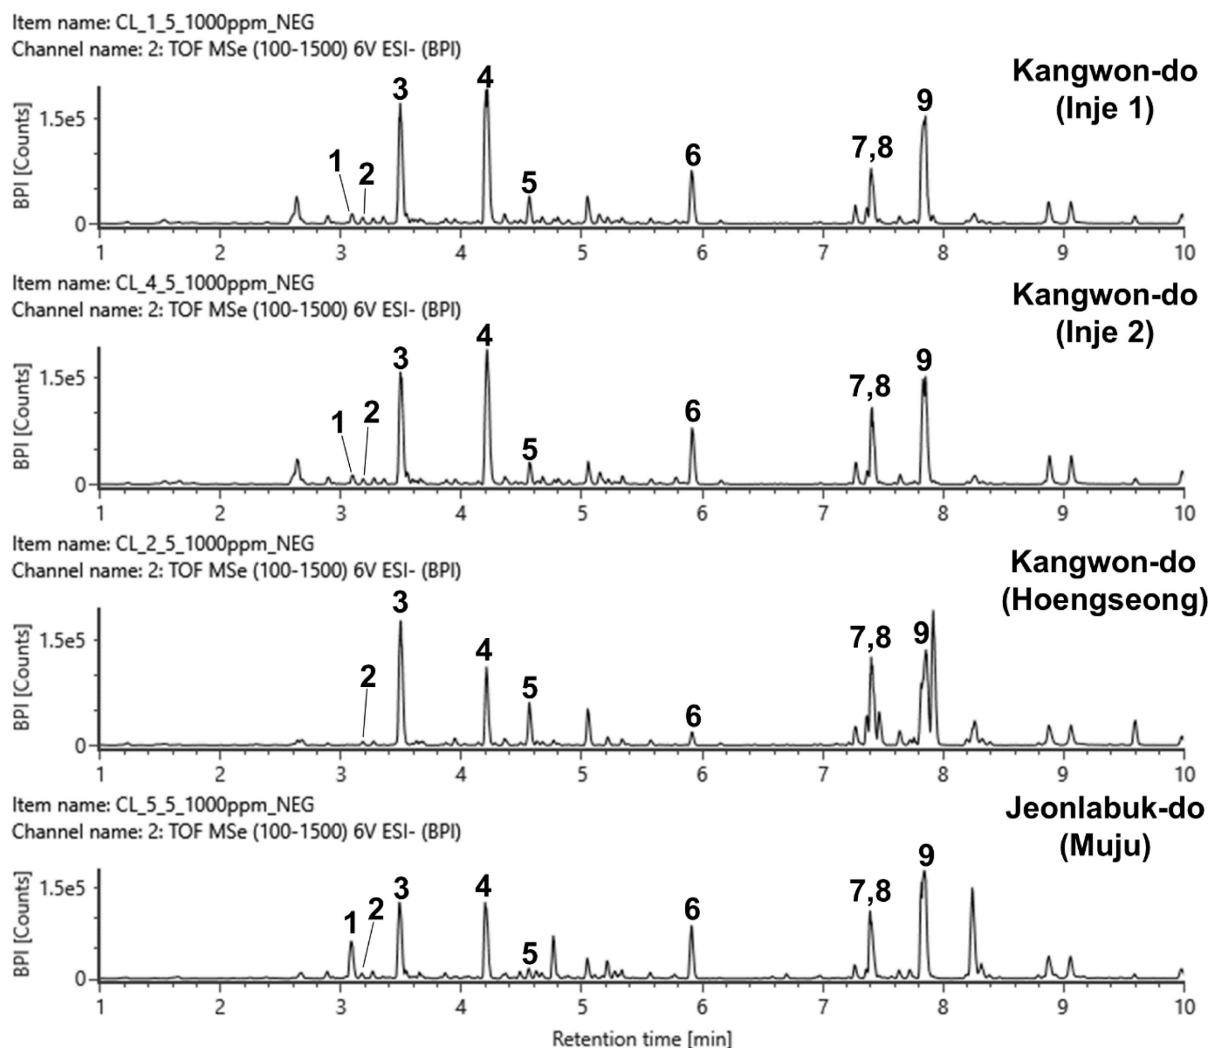 Item name: CL_1_5_1000ppm_NEG
Channel name: 2: TOF MSe (100-1500) 6V ESI- (BPI)
Kangwon-do
(Inje 1)
BPI [Counts]
1.5e5
0
1 2 3 4 5 6 7,8 9
1 2 3 4 5 6 7 8 9 10
Item name: CL_4_5_1000ppm_NEG
Channel name: 2: TOF MSe (100-1500) 6V ESI- (BPI)
Kangwon-do
(Inje 2)
BPI [Counts]
1.5e5
0
1 2 3 4 5 6 7,8 9
1 2 3 4 5 6 7 8 9 10
Item name: CL_2_5_1000ppm_NEG
Channel name: 2: TOF MSe (100-1500) 6V ESI- (BPI)
Kangwon-do
(Hoengseong)
BPI [Counts]
1.5e5
0
2 3 4 5 6 7,8 9
1 2 3 4 5 6 7 8 9 10
Item name: CL_5_5_1000ppm_NEG
Channel name: 2: TOF MSe (100-1500) 6V ESI- (BPI)
Jeonlabuk-do
(Muju)
BPI [Counts]
1.5e5
0
1 2 3 4 5 6 7,8 9
1 2 3 4 5 6 7 8 9 10
Retention time [min]